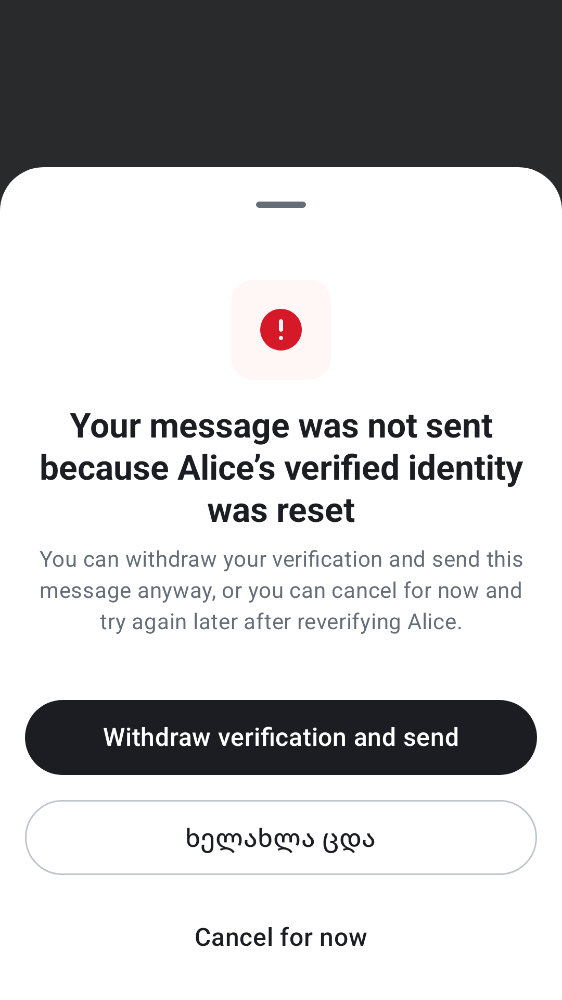 Your message was not sent
because Alice’s verified identity
was reset
You can withdraw your verification and send this
message anyway, or you can cancel for now and
try again later after reverifying Alice.
Withdraw verification and send
ხელახლა ცდა
Cancel for now